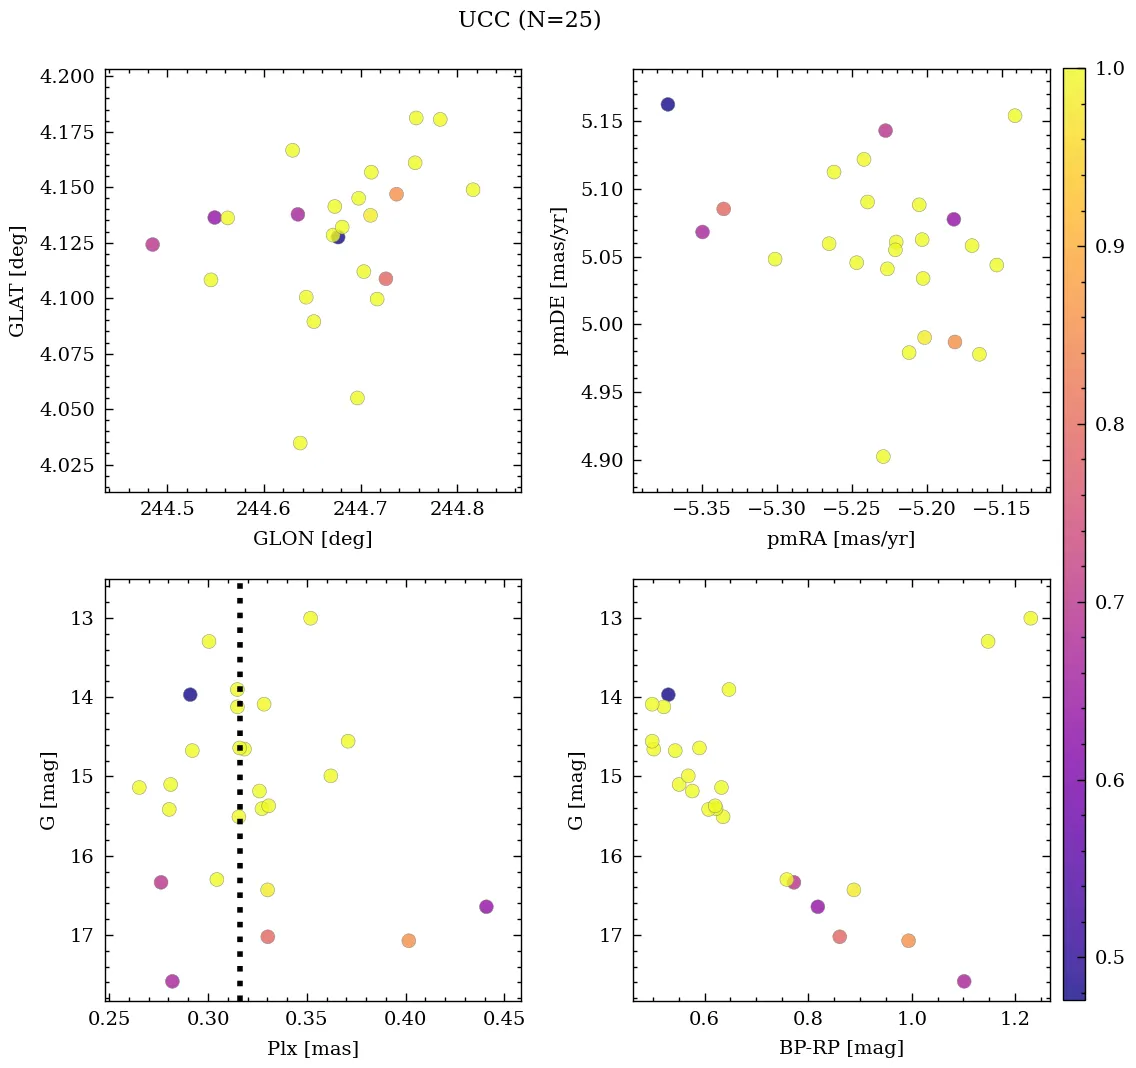 UCC (N=25)
4.200
4.175
4.150
4.125
4.100
4.075
4.050
4.025
GLAT [deg]
244.5 244.6 244.7 244.8
GLON [deg]
5.15
5.10
5.05
5.00
4.95
4.90
pmDE [mas/yr]
−5.35 −5.30 −5.25 −5.20 −5.15
pmRA [mas/yr]
1.0
0.9
0.8
0.7
0.6
0.5
13
14
15
16
17
G [mag]
0.25 0.30 0.35 0.40 0.45
Plx [mas]
13
14
15
16
17
G [mag]
0.6 0.8 1.0 1.2
BP-RP [mag]